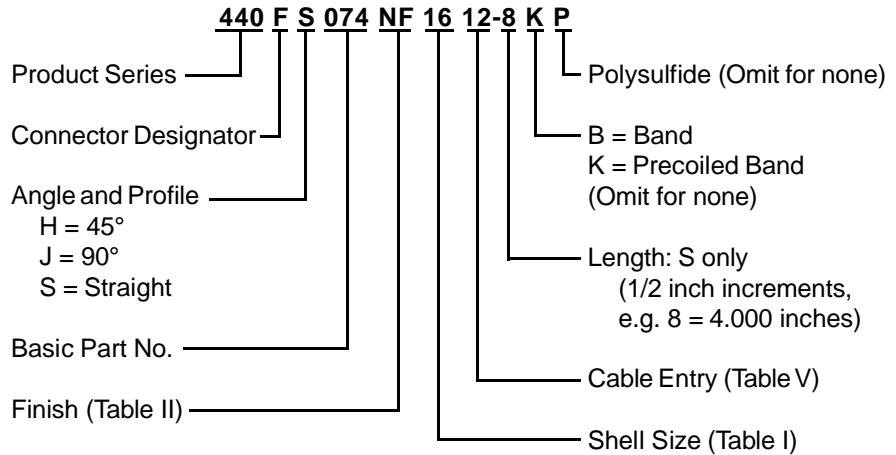 440 F S 074 NF 16 12-8 K P
Product Series
Connector Designator
Angle and Profile
H = 45°
J = 90°
S = Straight
Basic Part No.
Finish (Table II)
Polysulfide (Omit for none)
B = Band
K = Precoiled Band
(Omit for none)
Length: S only
(1/2 inch increments,
e.g. 8 = 4.000 inches)
Cable Entry (Table V)
Shell Size (Table I)